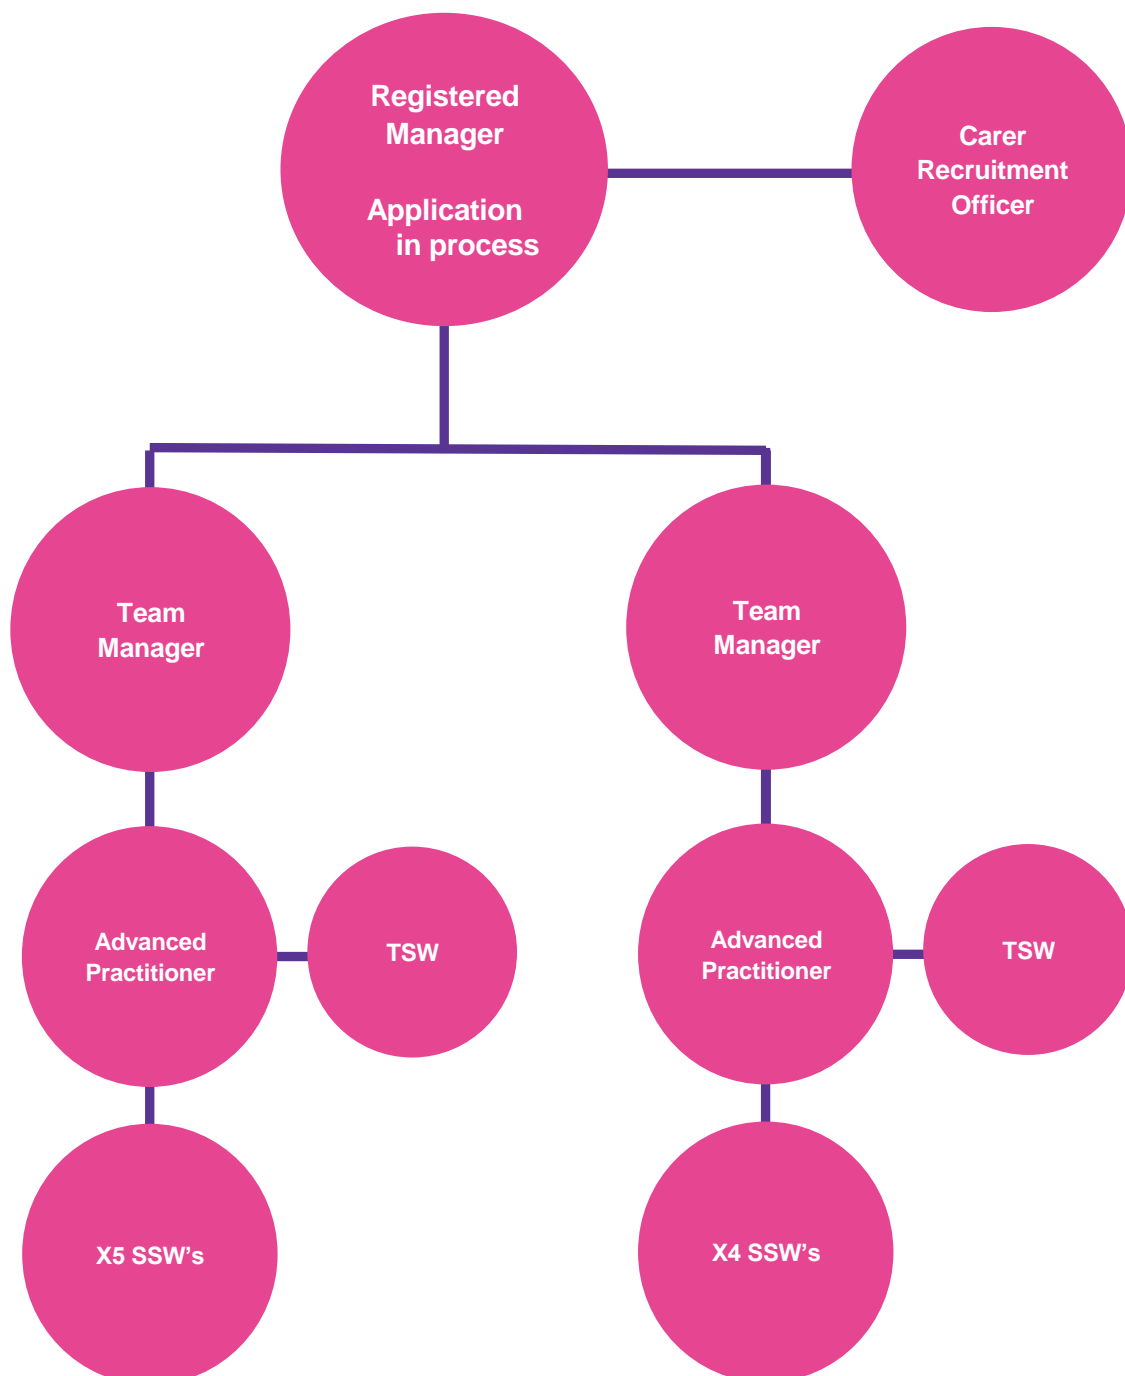 Registered
Manager
Application
in process
Carer
Recruitment
Officer
Team
Manager
Team
Manager
Advanced
Practitioner
TSW
Advanced
Practitioner
TSW
X5 SSW’s
X4 SSW’s